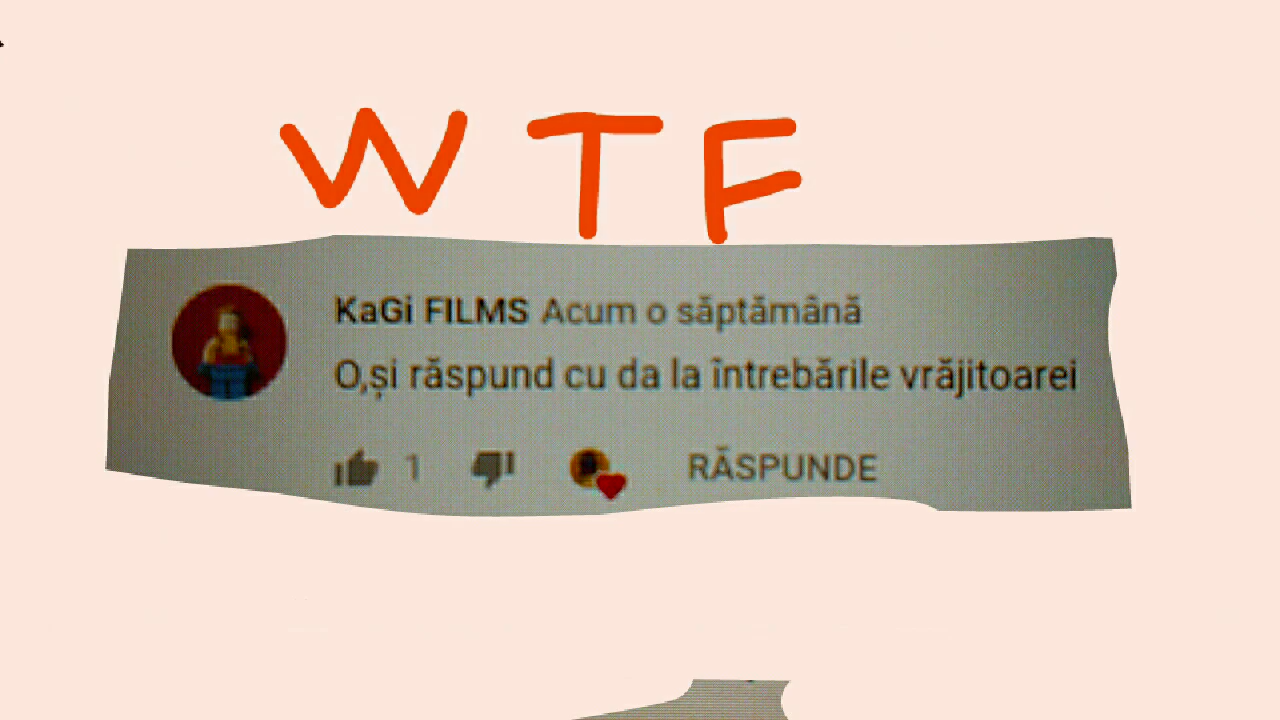 WTF
KaGi FILMS Acum o săptămână
O,și răspund cu da la întrebările vrăjitoarei
1 RĂSPUNDE